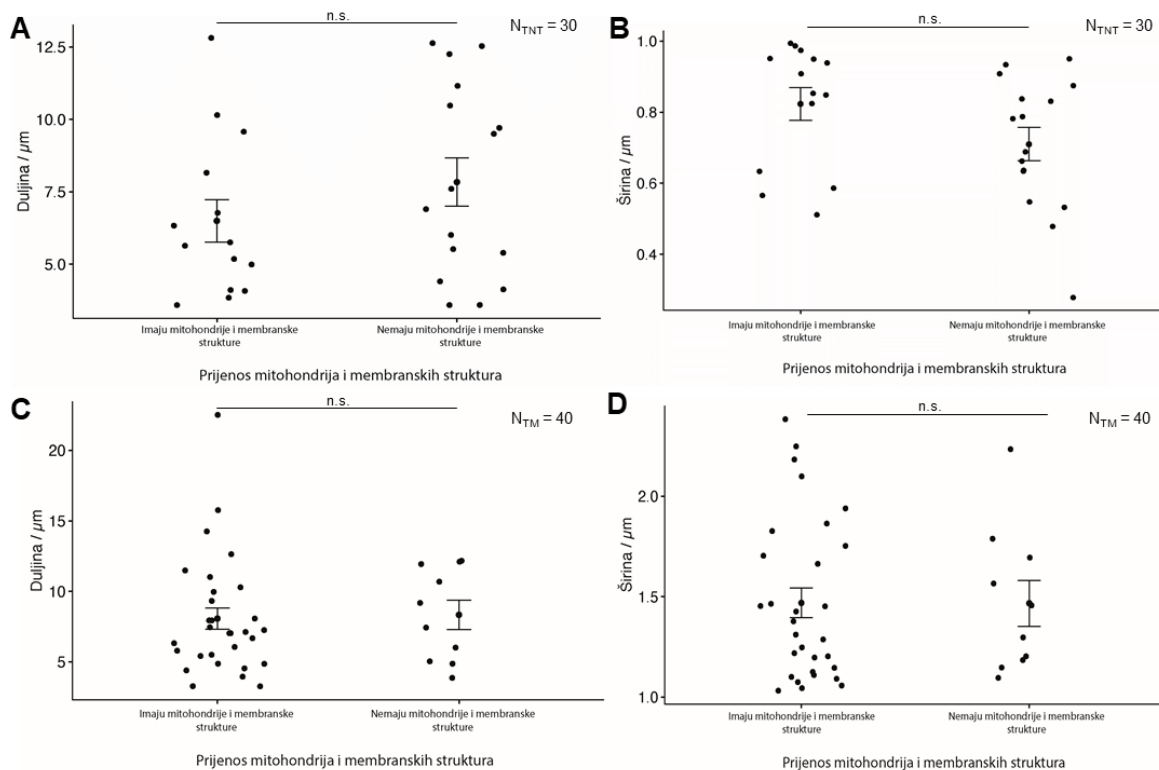 A
n.s.
N_TNT = 30
12.5
10.0
7.5
5.0
Duljina / µm
Imaju mitohondrije i membranske
strukture
Nemaju mitohondrije i membranske
strukture
Prijenos mitohondrija i membranskih struktura
B
n.s.
N_TNT = 30
1.0
0.8
0.6
0.4
Širina / µm
Imaju mitohondrije i membranske
strukture
Nemaju mitohondrije i membranske
strukture
Prijenos mitohondrija i membranskih struktura
C
n.s.
N_TM = 40
20
15
10
5
Duljina / µm
Imaju mitohondrije i membranske
strukture
Nemaju mitohondrije i membranske
strukture
Prijenos mitohondrija i membranskih struktura
D
n.s.
N_TM = 40
2.0
1.5
1.0
Širina / µm
Imaju mitohondrije i membranske
strukture
Nemaju mitohondrije i membranske
strukture
Prijenos mitohondrija i membranskih struktura